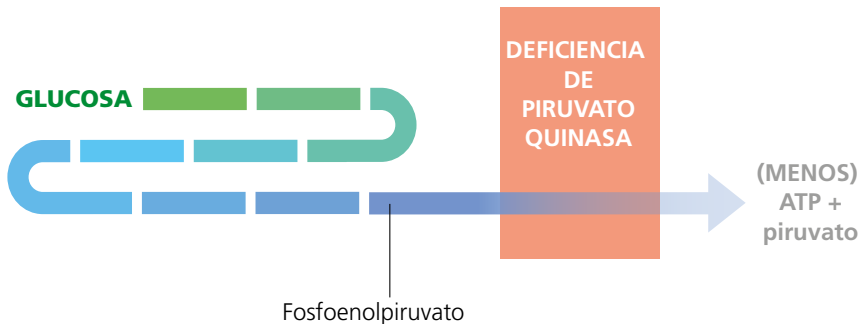 GLUCOSA
DEFICIENCIA
DE
PIRUVATO
QUINASA
(MENOS)
ATP +
piruvato
Fosfoenolpiruvato